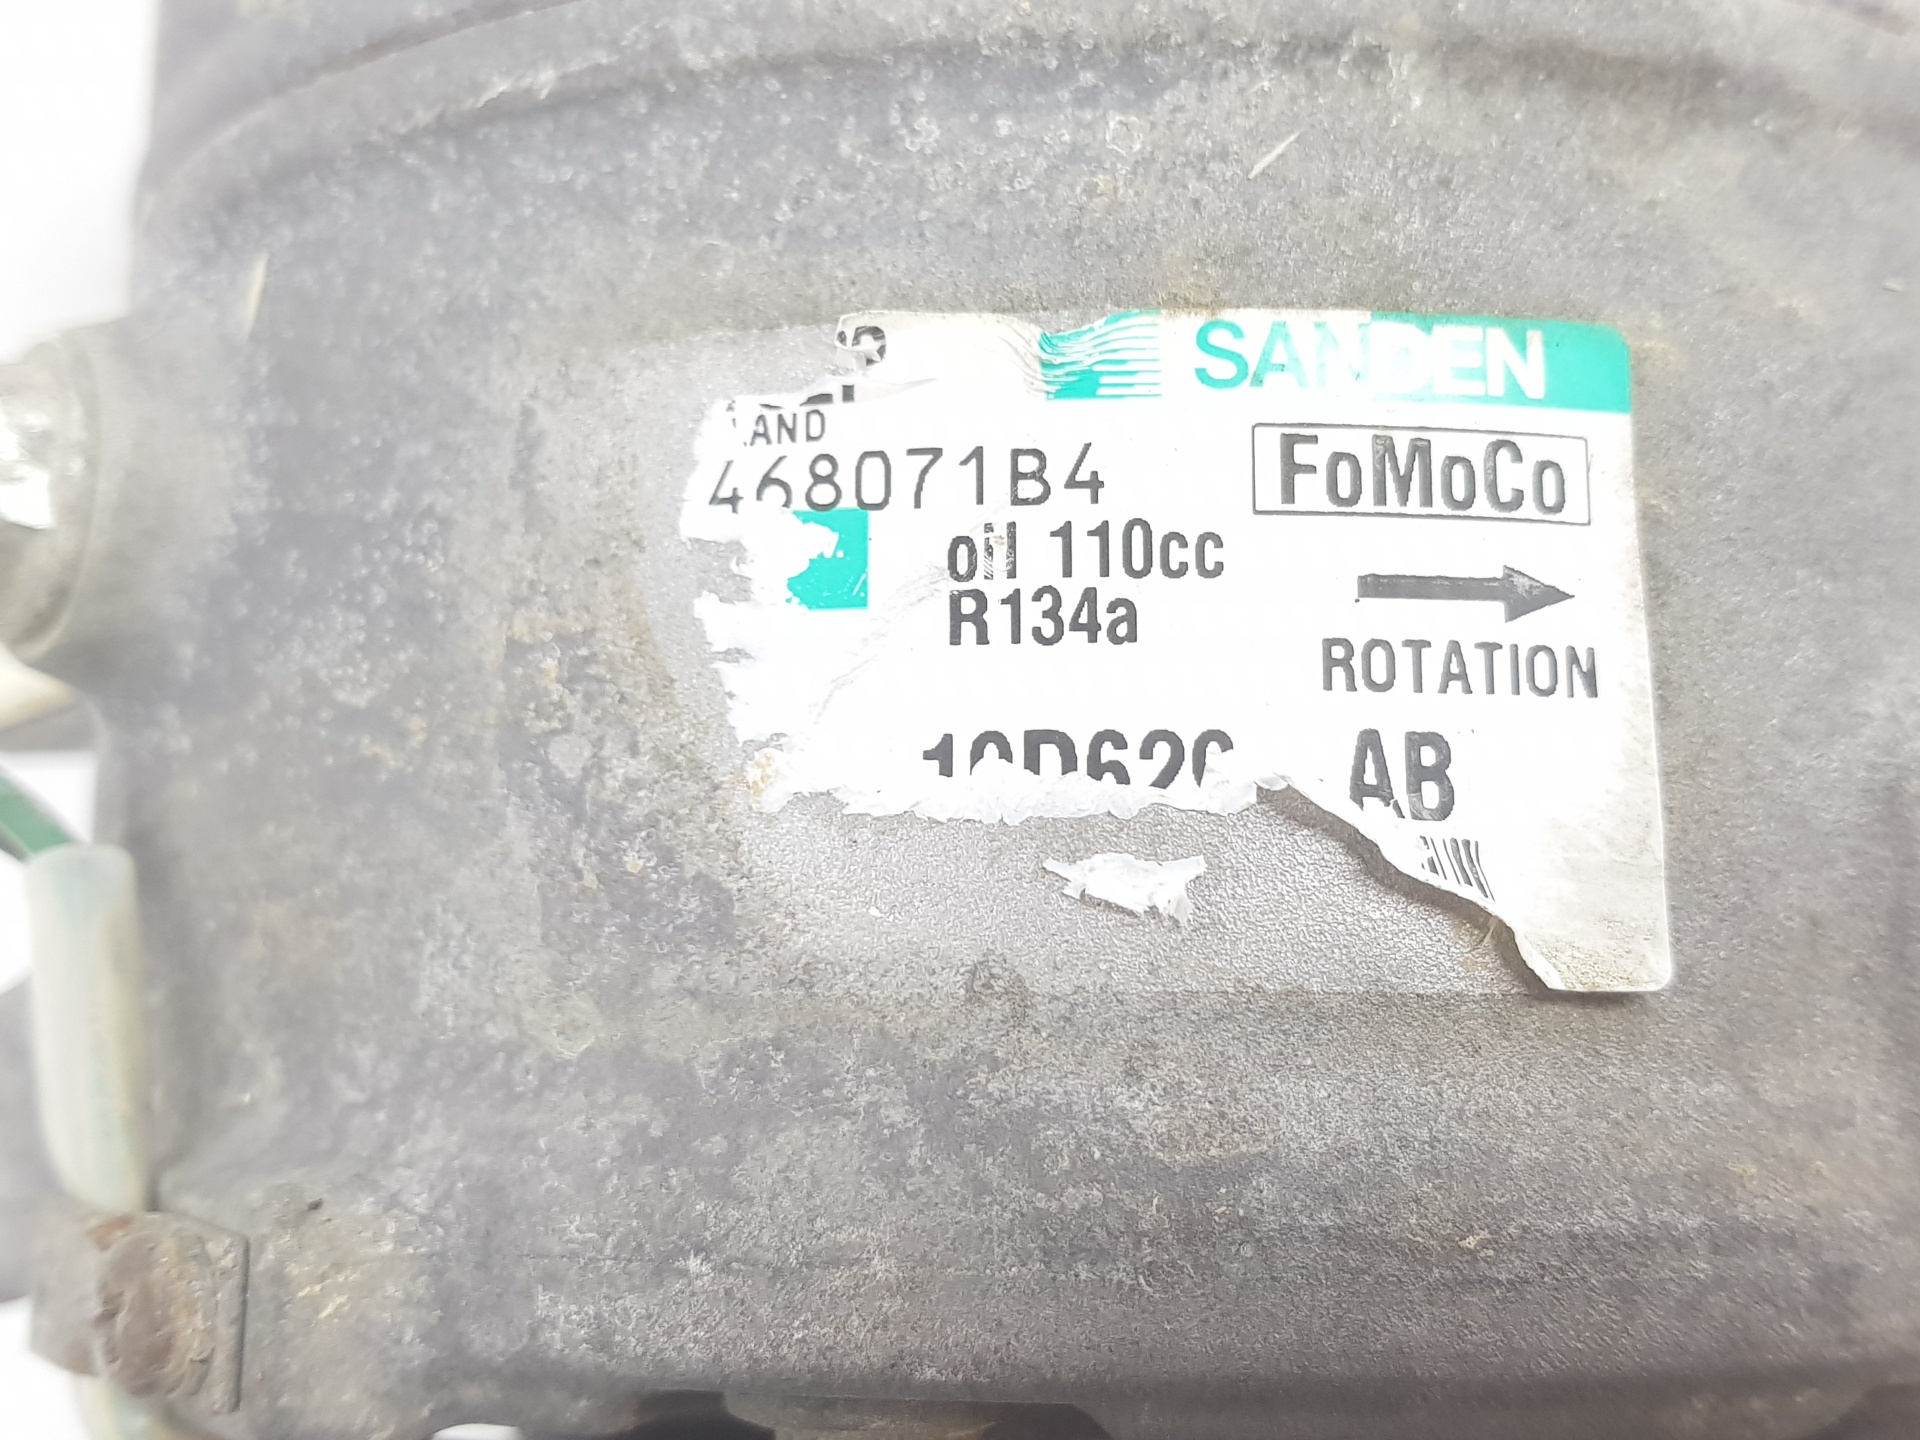 SANDEN
AND
468071B4
FoMoCo
oil 110cc
R134a
ROTATION
AB